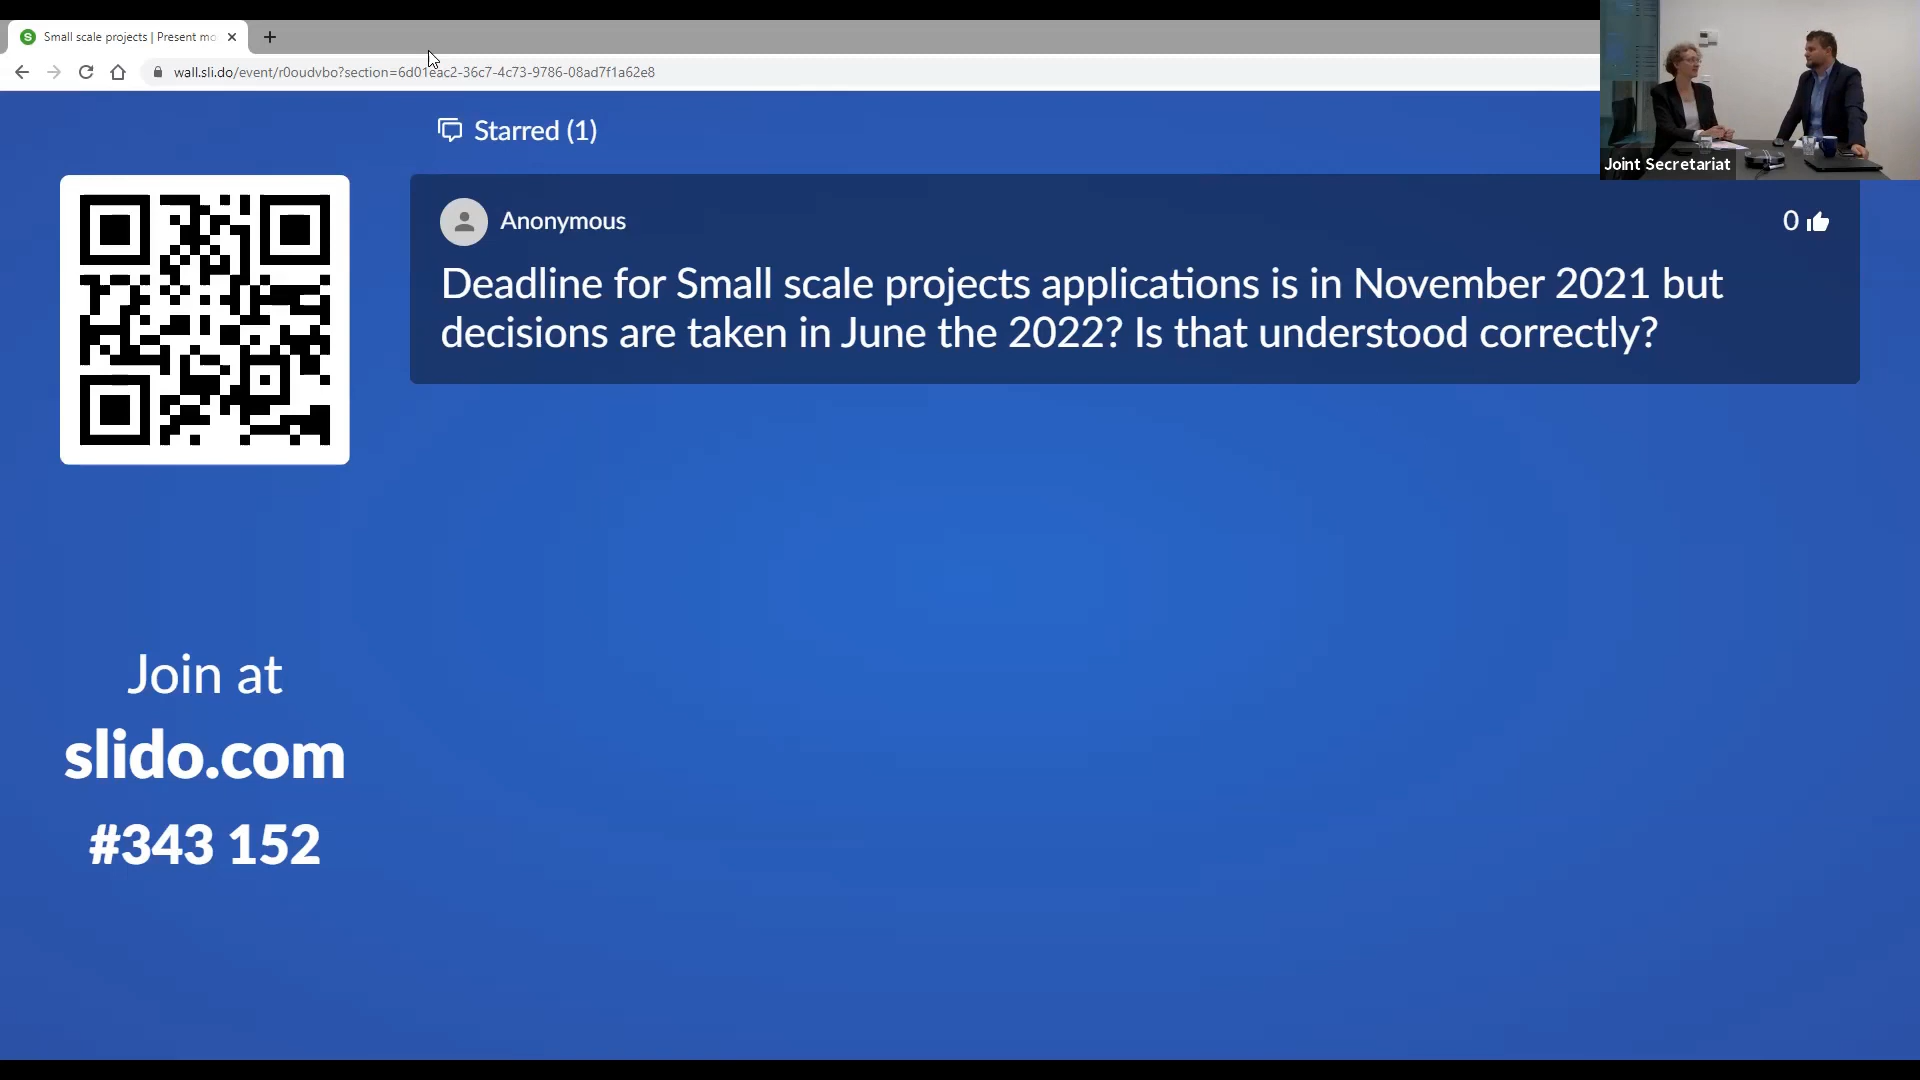 Small scale projects | Present mo
wall.sli.do/event/r0oudvbo?section=6d01eac2-36c7-4c73-9786-08ad7f1a62e8
Joint Secretariat
Starred (1)
Anonymous
0
Deadline for Small scale projects applications is in November 2021 but
decisions are taken in June the 2022? Is that understood correctly?
Join at
slido.com
#343 152